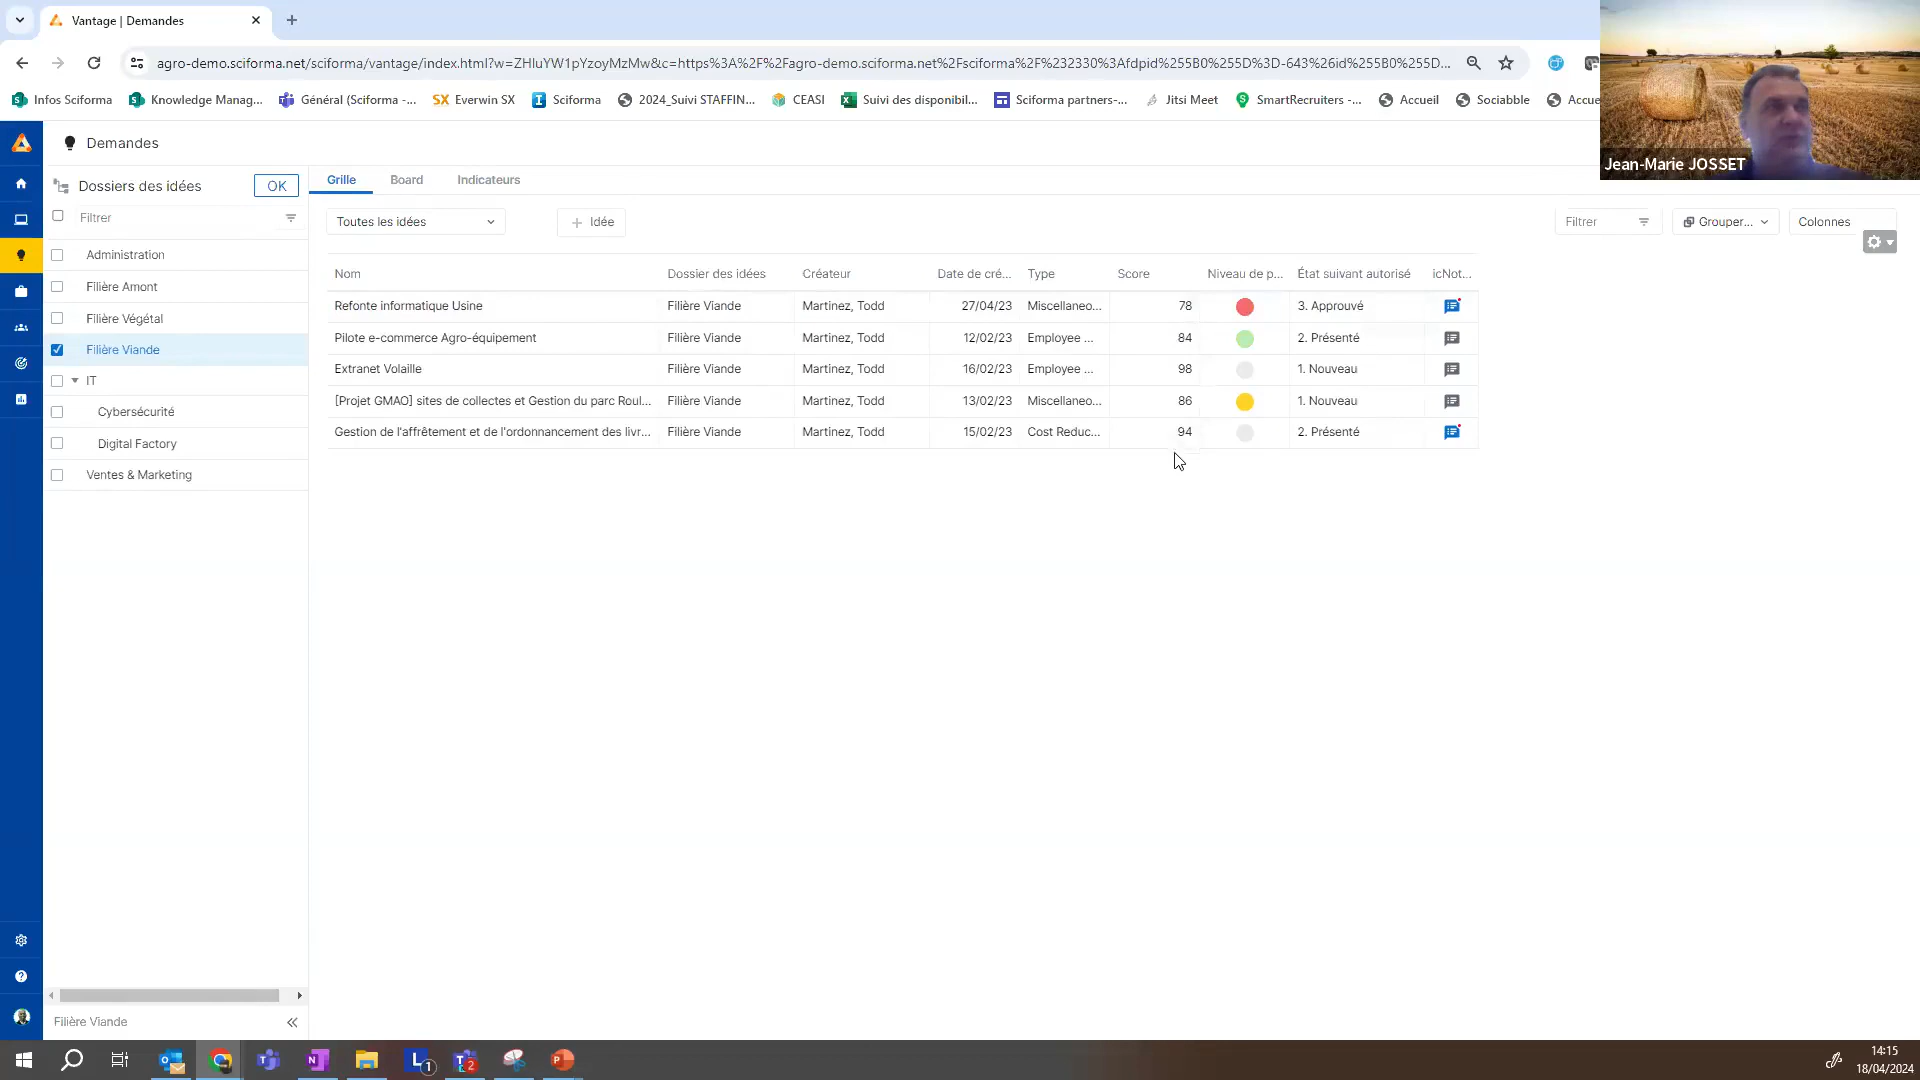 Vantage | Demandes
agro-demo.sciforma.net/sciforma/vantage/index.html?w=ZHIuYW1pYzoyMzMw&c=https%3A%2F%2Fagro-demo.sciforma.net%2Fsciforma%2F%232330%3Afdpid%255B0%255D%3D-643%26id%255B0%255D...
Infos Sciforma
Knowledge Manag...
Général (Sciforma -...
SX Everwin SX
Sciforma
2024_Suivi STAFFIN...
CEASI
Suivi des disponibil...
Sciforma partners-...
Jitsi Meet
SmartRecruiters -...
Accueil
Sociabble
Accue
Jean-Marie JOSSET
Demandes
Dossiers des idées
OK
Filtrer
Administration
Filière Amont
Filière Végétal
Filière Viande
IT
Cybersécurité
Digital Factory
Ventes & Marketing
Filière Viande
Grille Board Indicateurs
Toutes les idées
+ Idée
Filtrer
Grouper...
Colonnes
Nom Dossier des idées Créateur Date de cré... Type Score Niveau de p... État suivant autorisé icNot...
Refonte informatique Usine Filière Viande Martinez, Todd 27/04/23 Miscellaneo... 78 3. Approuvé
Pilote e-commerce Agro-équipement Filière Viande Martinez, Todd 12/02/23 Employee ... 84 2. Présenté
Extranet Volaille Filière Viande Martinez, Todd 16/02/23 Employee ... 98 1. Nouveau
[Projet GMAO] sites de collectes et Gestion du parc Roul... Filière Viande Martinez, Todd 13/02/23 Miscellaneo... 86 1. Nouveau
Gestion de l'affrêtement et de l'ordonnancement des livr... Filière Viande Martinez, Todd 15/02/23 Cost Reduc... 94 2. Présenté
L 1
2
14:15
18/04/2024